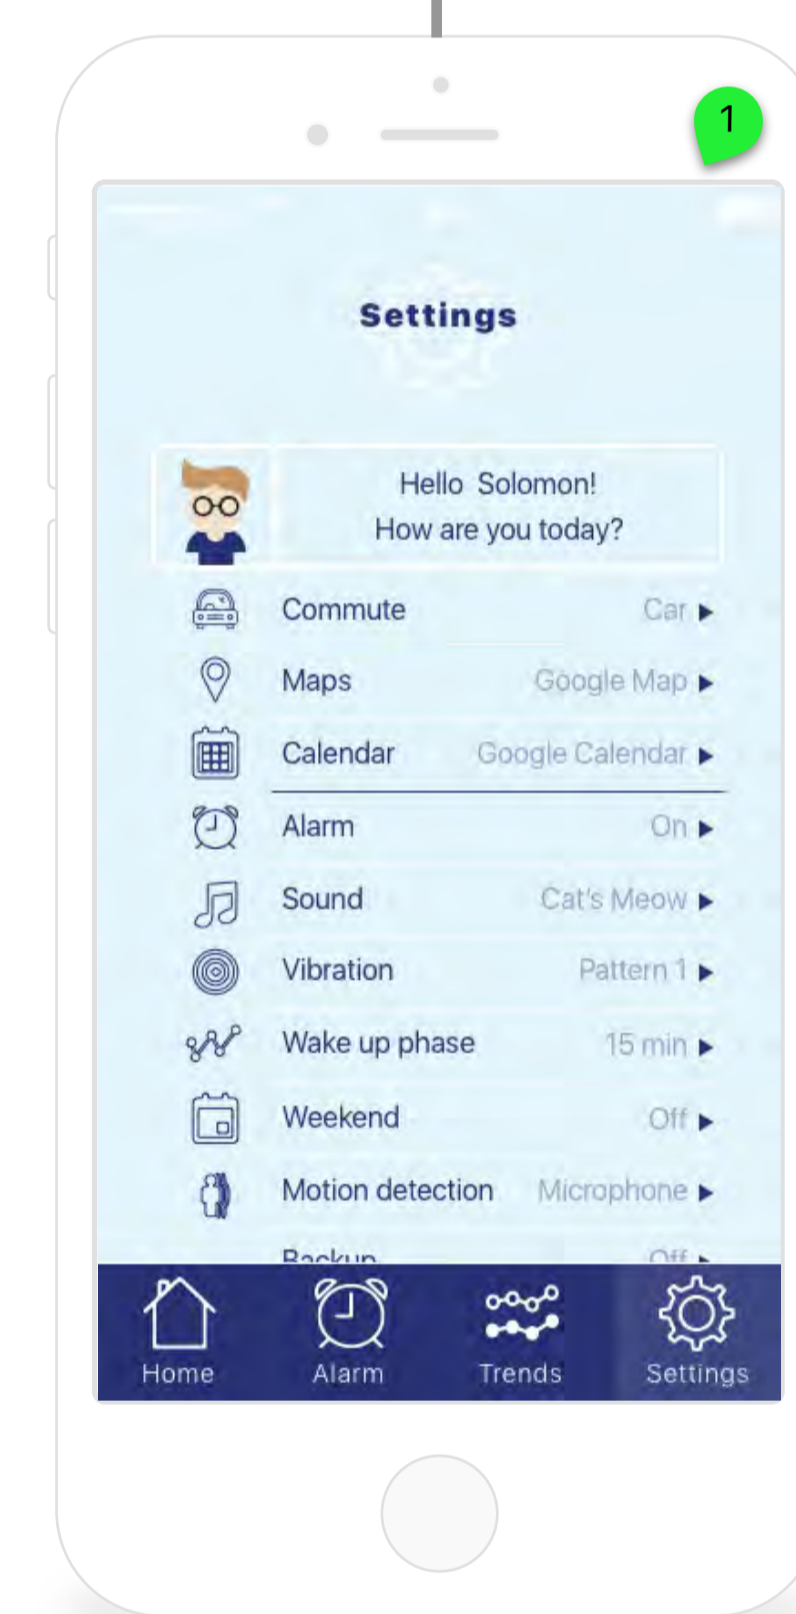 1
Settings
Hello Solomon!
How are you today?
Commute Car
Maps Google Map
Calendar Google Calendar
Alarm On
Sound Cat's Meow
Vibration Pattern 1
Wake up phase 15 min
Weekend Off
Motion detection Microphone
Backup Off
Home Alarm Trends Settings